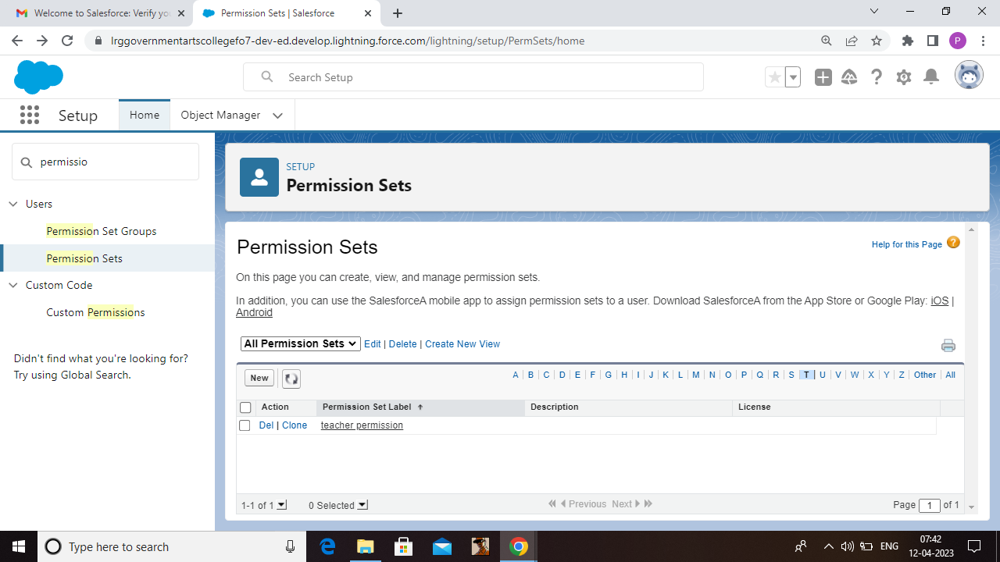 Welcome to Salesforce: Verify yo
Permission Sets | Salesforce
lrggovernmentartscollegefo7-dev-ed.develop.lightning.force.com/lightning/setup/PermSets/home
P
Search Setup
Setup
Home
Object Manager
permissio
Users
Permission Set Groups
Permission Sets
Custom Code
Custom Permissions
Didn't find what you're looking for?
Try using Global Search.
SETUP
Permission Sets
Permission Sets
Help for this Page ?
On this page you can create, view, and manage permission sets.
In addition, you can use the SalesforceA mobile app to assign permission sets to a user. Download SalesforceA from the App Store or Google Play: iOS |
Android
All Permission Sets Edit | Delete | Create New View
New A B C D E F G H I J K L M N O P Q R S T U V W X Y Z Other All
Action Permission Set Label Description License
Del | Clone teacher permission
1-1 of 1 0 Selected Previous Next Page 1 of 1
Type here to search
ENG
07:42
12-04-2023